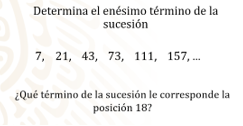 Determina el enésimo término de la
sucesión
7, 21, 43, 73, 111, 157, ...
¿Qué término de la sucesión le corresponde la
posición 18?